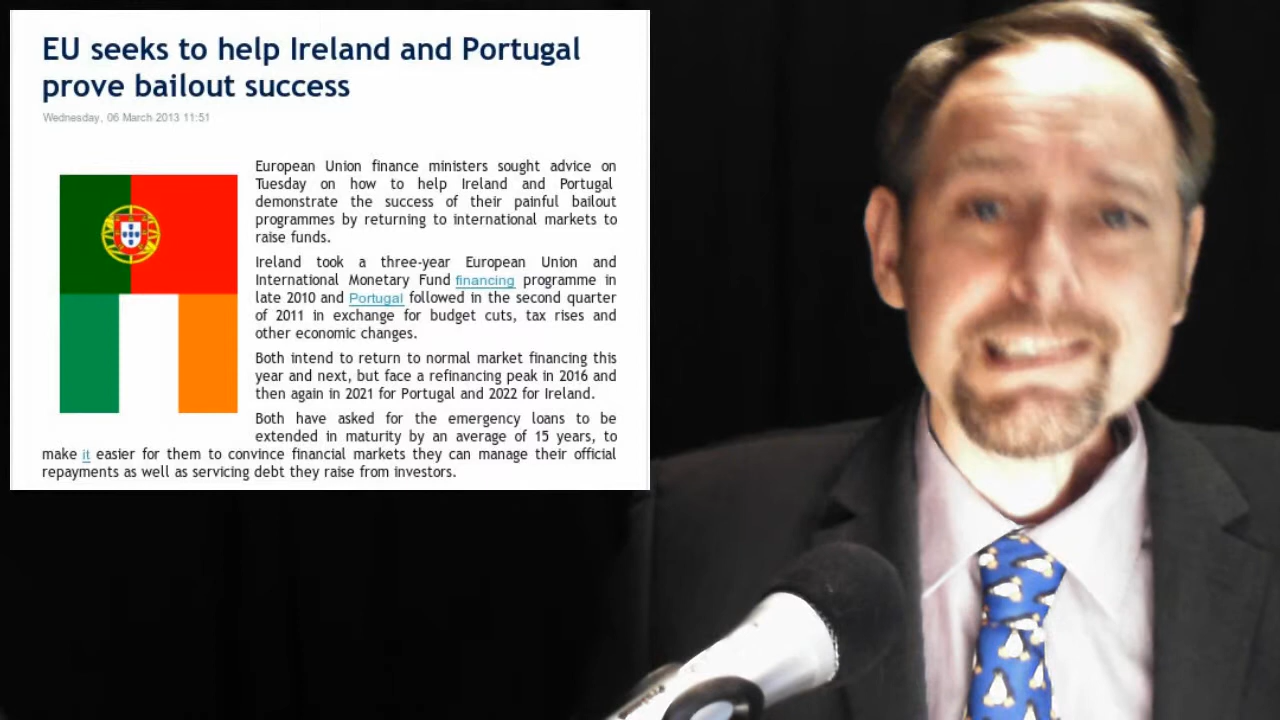 EU seeks to help Ireland and Portugal
prove bailout success
Wednesday, 06 March 2013 11:51
European Union finance ministers sought advice on
Tuesday on how to help Ireland and Portugal
demonstrate the success of their painful bailout
programmes by returning to international markets to
raise funds.
Ireland took a three-year European Union and
International Monetary Fund financing programme in
late 2010 and Portugal followed in the second quarter
of 2011 in exchange for budget cuts, tax rises and
other economic changes.
Both intend to return to normal market financing this
year and next, but face a refinancing peak in 2016 and
then again in 2021 for Portugal and 2022 for Ireland.
Both have asked for the emergency loans to be
extended in maturity by an average of 15 years, to
make it easier for them to convince financial markets they can manage their official
repayments as well as servicing debt they raise from investors.